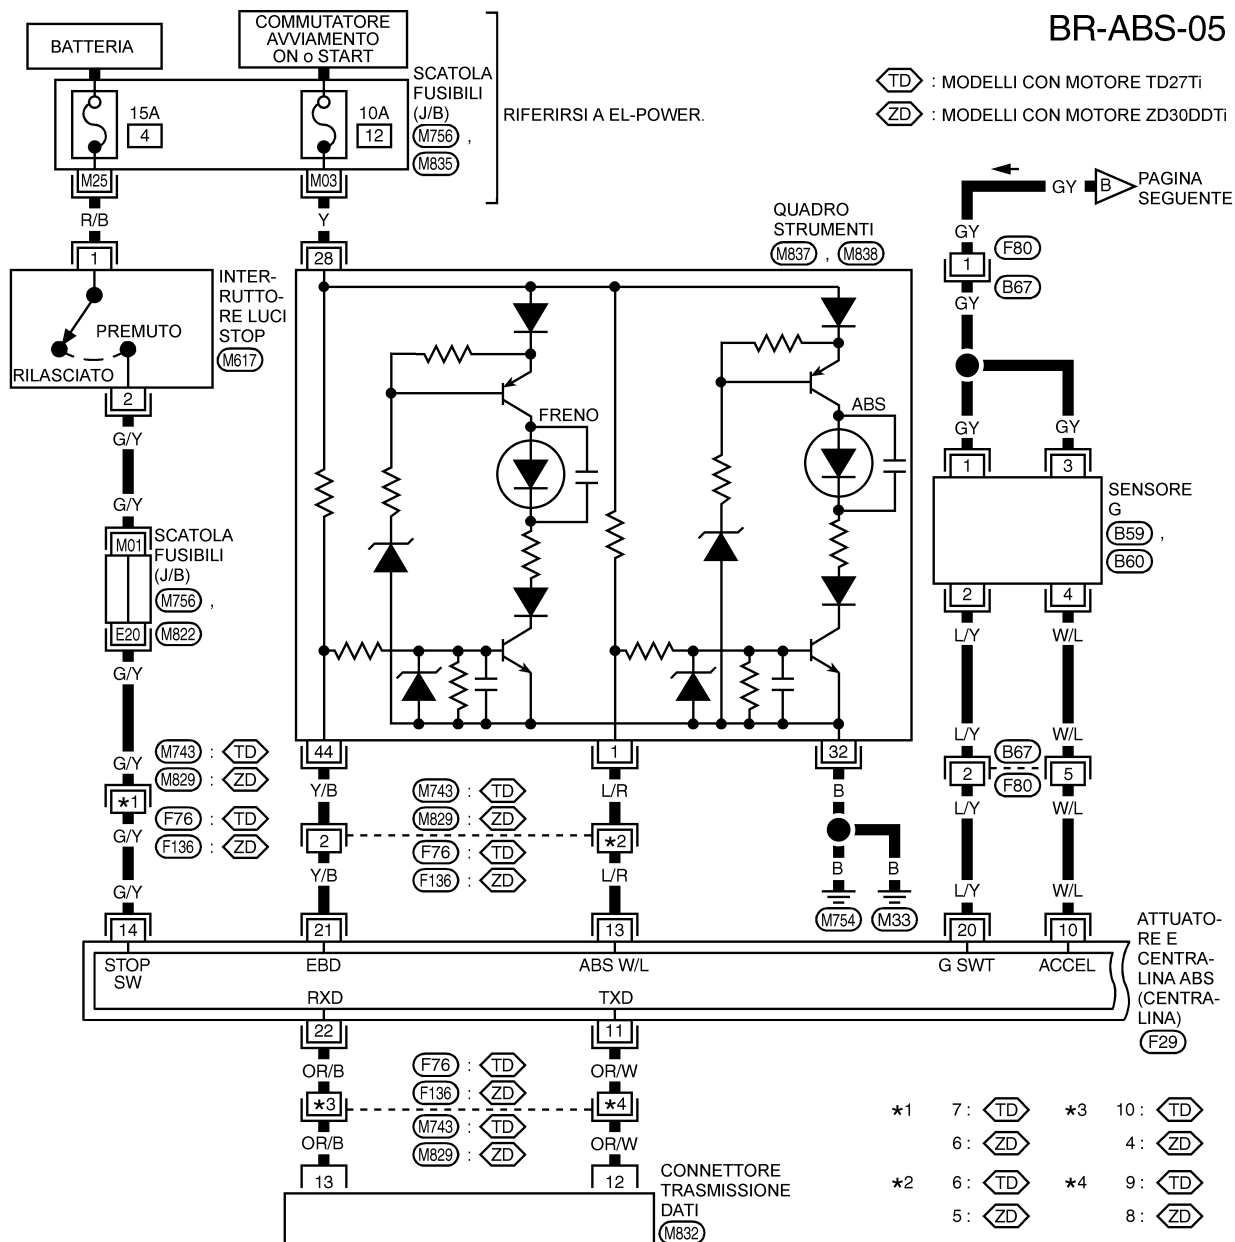 BR-ABS-05
BATTERIA
COMMUTATORE
AVVIAMENTO
ON o START
SCATOLA
FUSIBILI
(J/B)
M756 ,
M835
RIFERIRSI A EL-POWER.
TD : MODELLI CON MOTORE TD27Ti
ZD : MODELLI CON MOTORE ZD30DDTi
15A
4
10A
12
M25
M03
R/B
Y
1
28
GY
B
PAGINA
SEGUENTE
GY
1
F80
B67
GY
QUADRO
STRUMENTI
M837 , M838
INTER-
RUTTO-
RE LUCI
STOP
M617
PREMUTO
RILASCIATO
2
G/Y
G/Y
FRENO
ABS
GY
GY
1
3
SENSORE
G
B59 ,
B60
2
4
M01
SCATOLA
FUSIBILI
(J/B)
M756 ,
E20
M822
G/Y
L/Y
W/L
M743 : TD
M829 : ZD
G/Y
*1
F76 : TD
F136 : ZD
G/Y
G/Y
44
1
32
Y/B
L/R
B
M743 : TD
M829 : ZD
2
*2
F76 : TD
F136 : ZD
Y/B
L/R
B
B
M754
M33
L/Y
W/L
B67
2
5
F80
L/Y
W/L
L/Y
W/L
14
21
13
20
10
STOP
SW
EBD
ABS W/L
G SWT
ACCEL
RXD
TXD
ATTUATO-
RE E
CENTRA-
LINA ABS
(CENTRA-
LINA)
F29
22
11
OR/B
OR/W
F76 : TD
F136 : ZD
*3
*4
M743 : TD
M829 : ZD
OR/B
OR/W
13
12
CONNETTORE
TRASMISSIONE
DATI
M832
*1 7 : TD *3 10 : TD
6 : ZD 4 : ZD
*2 6 : TD *4 9 : TD
5 : ZD 8 : ZD